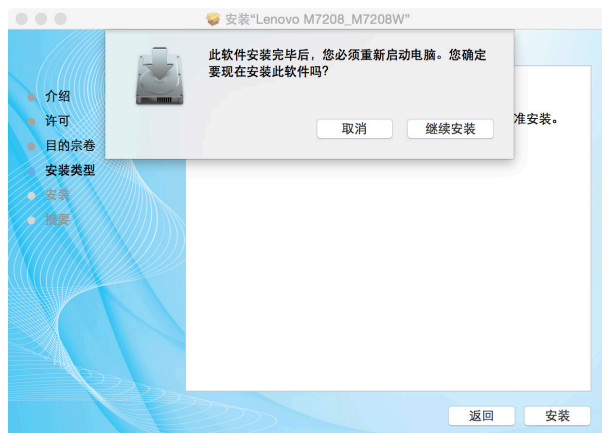 安装“Lenovo M7208_M7208W”
此软件安装完毕后，您必须重新启动电脑。您确定
要现在安装此软件吗？
取消
继续安装
介绍
许可
目的宗卷
安装类型
安装
摘要
准安装。
返回
安装